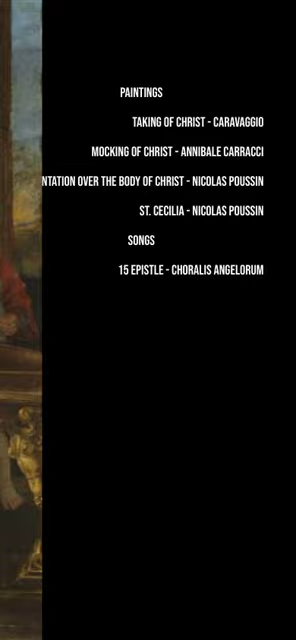 PAINTINGS
TAKING OF CHRIST - CARAVAGGIO
MOCKING OF CHRIST - ANNIBALE CARRACCI
NTATION OVER THE BODY OF CHRIST - NICOLAS POUSSIN
ST. CECILIA - NICOLAS POUSSIN
SONGS
15 EPISTLE - CHORALIS ANGELORUM